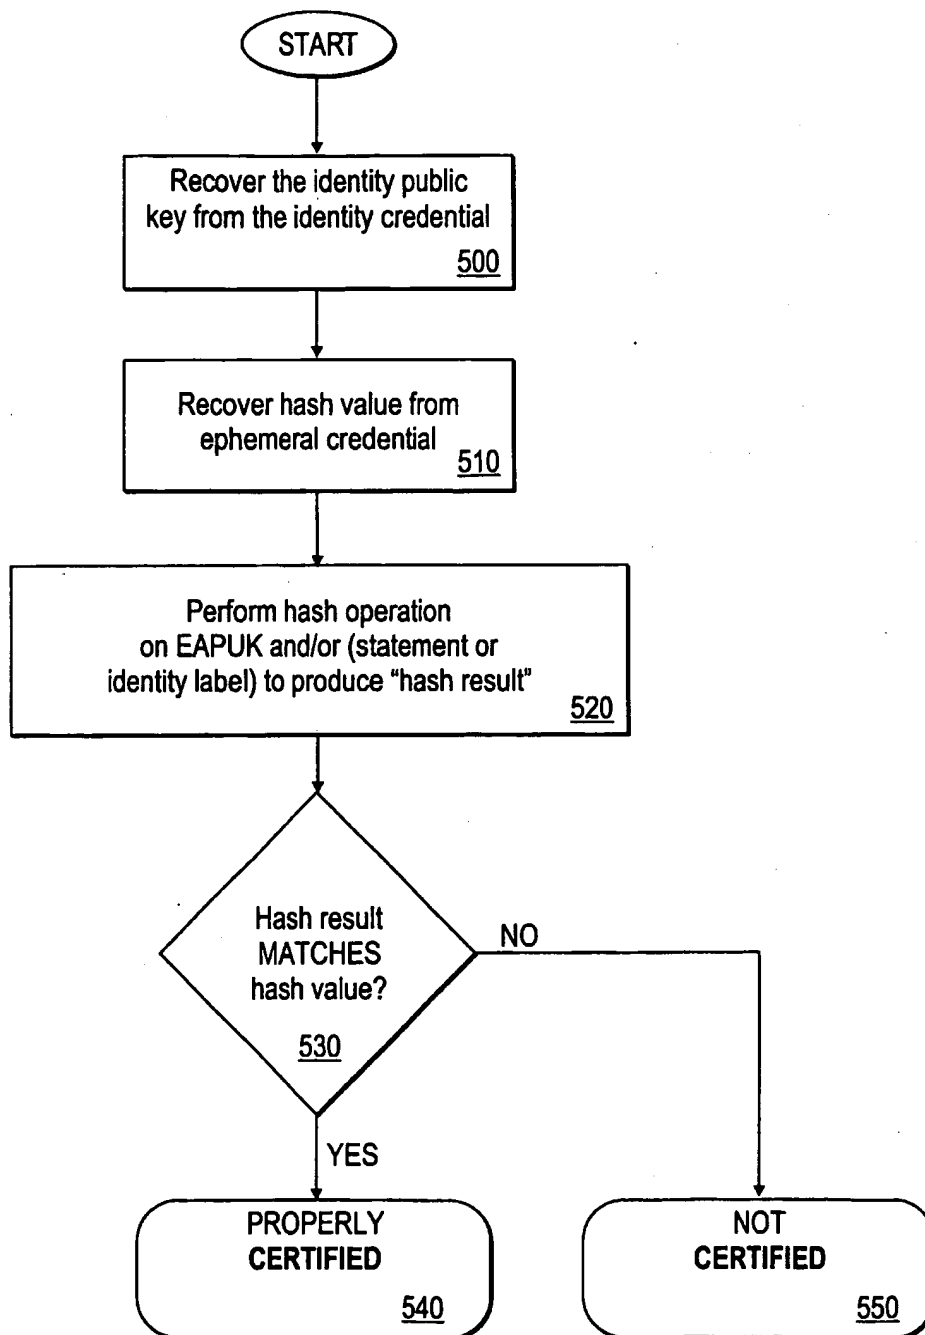 START
Recover the identity public
key from the identity credential
500
Recover hash value from
ephemeral credential
510
Perform hash operation
on EAPUK and/or (statement or
identity label) to produce “hash result”
520
Hash result
MATCHES
hash value?
530
NO
YES
PROPERLY
CERTIFIED
540
NOT
CERTIFIED
550